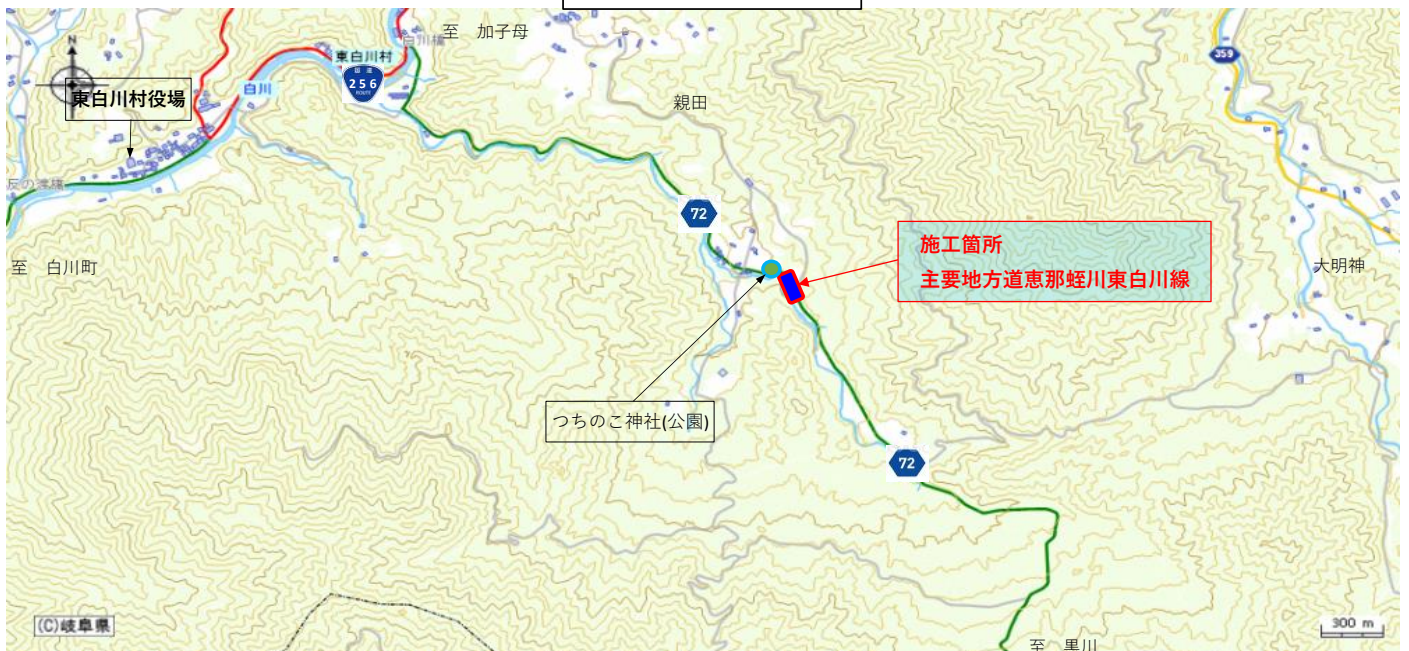 至　加子母
白川橋
東白川村
国道
256
ROUTE
359
N
東白川村役場
白川
親田
72
施工箇所
主要地方道恵那蛭川東白川線
大明神
至　白川町
つちのこ神社(公園)
72
(C)岐阜県
300 m
至　黒川